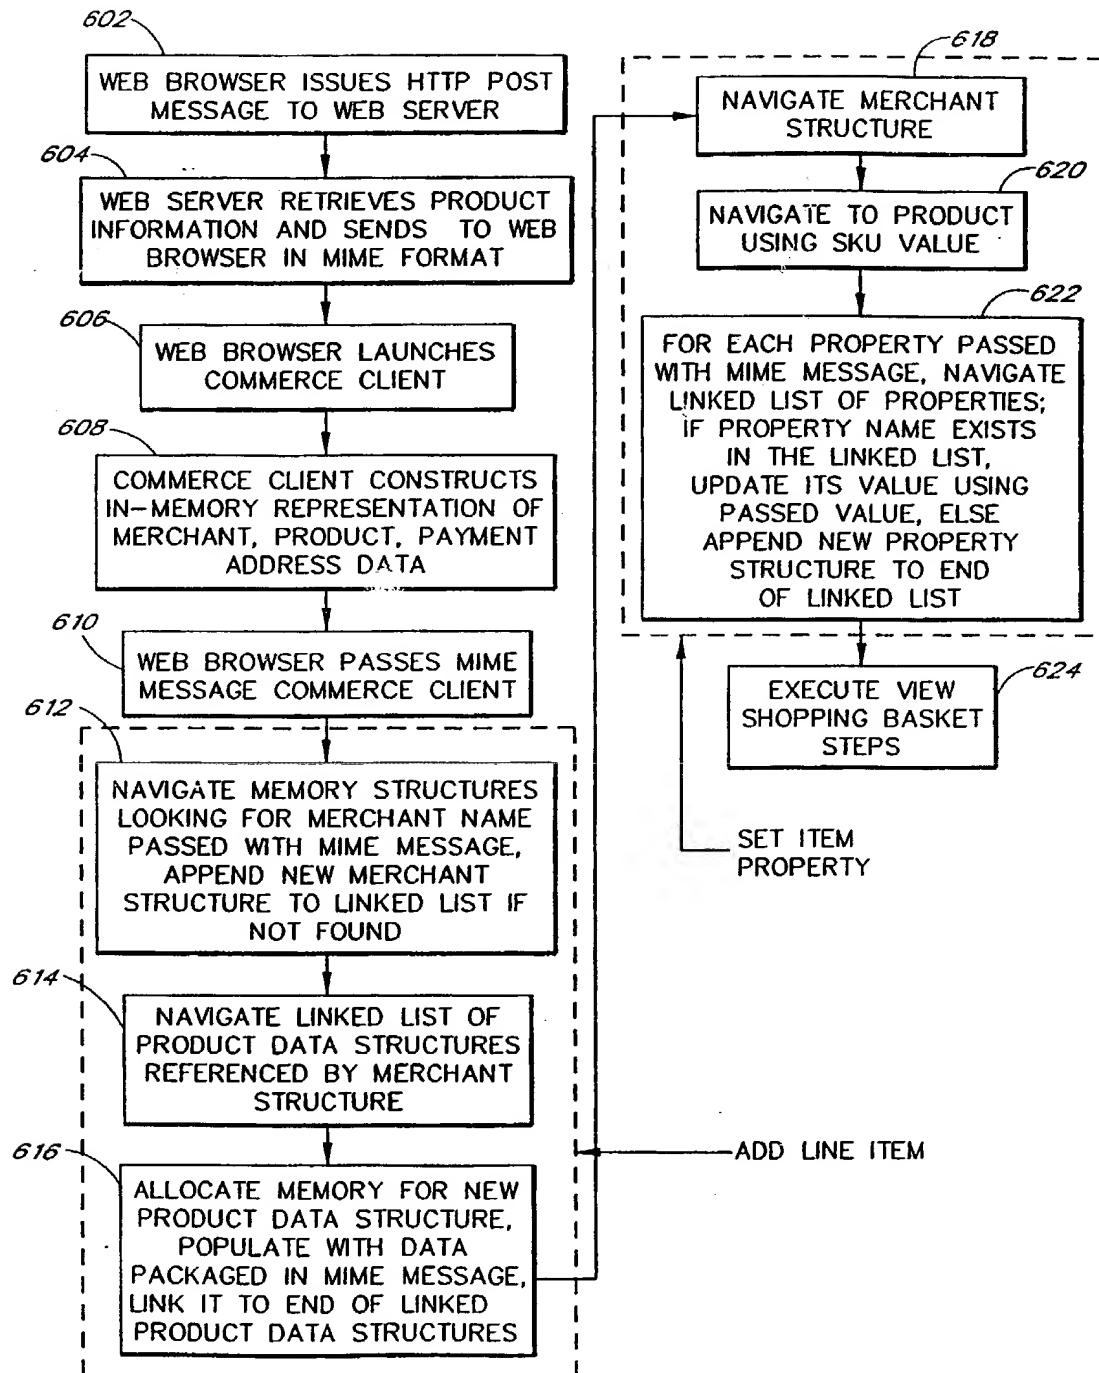 602
WEB BROWSER ISSUES HTTP POST
MESSAGE TO WEB SERVER
604
WEB SERVER RETRIEVES PRODUCT
INFORMATION AND SENDS TO WEB
BROWSER IN MIME FORMAT
606
WEB BROWSER LAUNCHES
COMMERCE CLIENT
608
COMMERCE CLIENT CONSTRUCTS
IN-MEMORY REPRESENTATION OF
MERCHANT, PRODUCT, PAYMENT
ADDRESS DATA
610
WEB BROWSER PASSES MIME
MESSAGE COMMERCE CLIENT
612
NAVIGATE MEMORY STRUCTURES
LOOKING FOR MERCHANT NAME
PASSED WITH MIME MESSAGE,
APPEND NEW MERCHANT
STRUCTURE TO LINKED LIST IF
NOT FOUND
614
NAVIGATE LINKED LIST OF
PRODUCT DATA STRUCTURES
REFERENCED BY MERCHANT
STRUCTURE
616
ALLOCATE MEMORY FOR NEW
PRODUCT DATA STRUCTURE,
POPULATE WITH DATA
PACKAGED IN MIME MESSAGE,
LINK IT TO END OF LINKED
PRODUCT DATA STRUCTURES
ADD LINE ITEM
618
NAVIGATE MERCHANT
STRUCTURE
620
NAVIGATE TO PRODUCT
USING SKU VALUE
622
FOR EACH PROPERTY PASSED
WITH MIME MESSAGE, NAVIGATE
LINKED LIST OF PROPERTIES;
IF PROPERTY NAME EXISTS
IN THE LINKED LIST,
UPDATE ITS VALUE USING
PASSED VALUE, ELSE
APPEND NEW PROPERTY
STRUCTURE TO END
OF LINKED LIST
624
EXECUTE VIEW
SHOPPING BASKET
STEPS
SET ITEM
PROPERTY